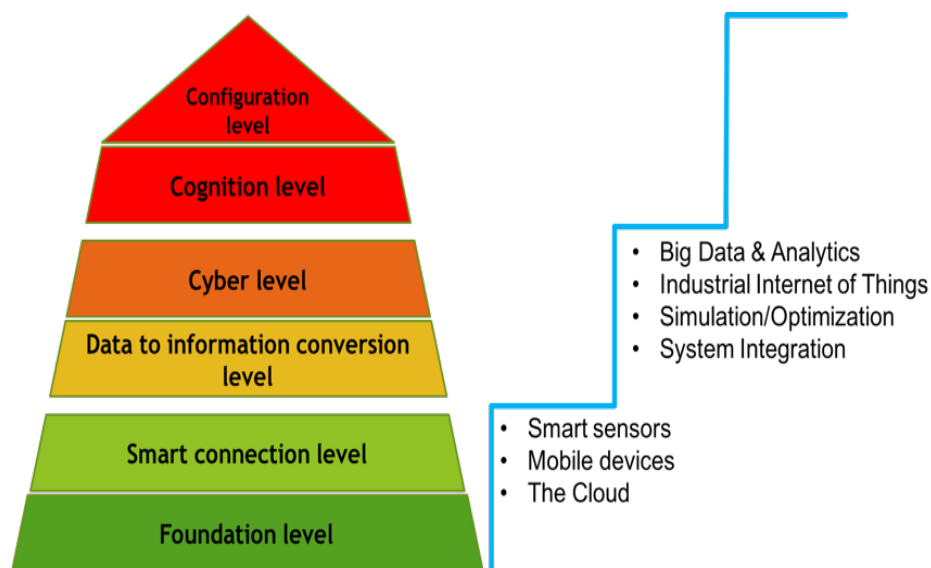 Configuration
level
Cognition level
Cyber level
Data to information conversion
level
Smart connection level
Foundation level
• Big Data & Analytics
• Industrial Internet of Things
• Simulation/Optimization
• System Integration
• Smart sensors
• Mobile devices
• The Cloud